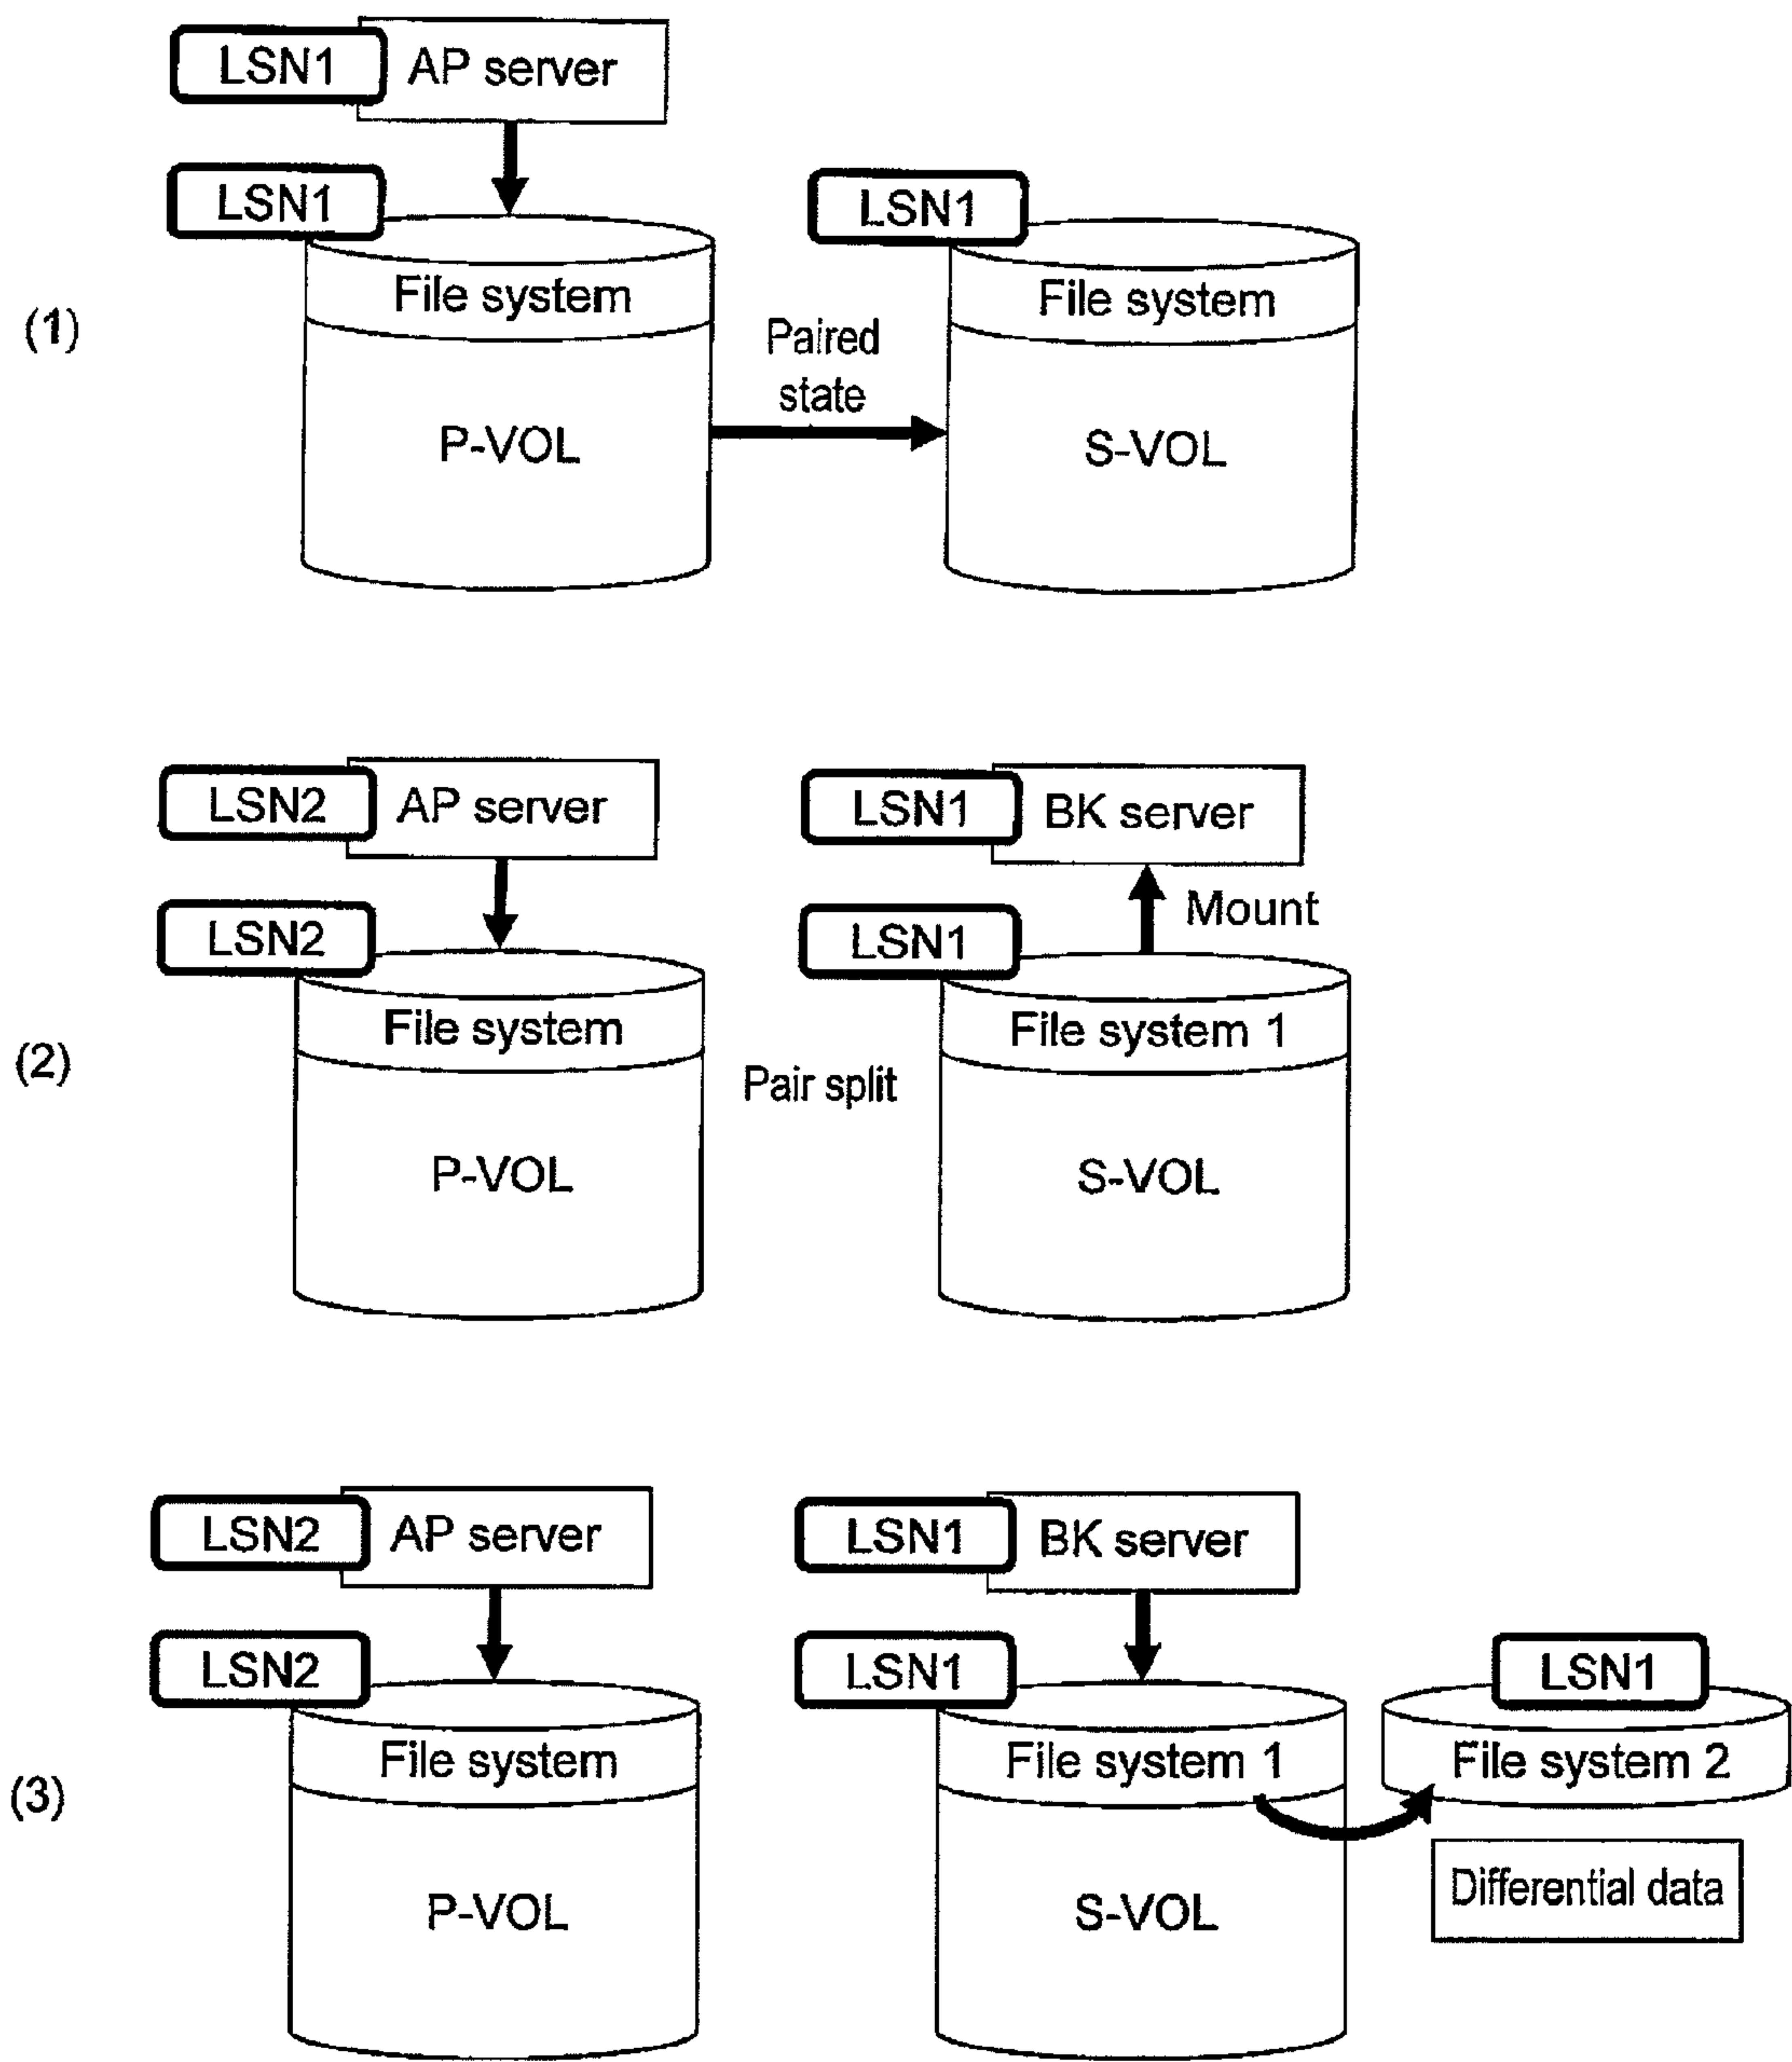 LSN1 AP server
LSN1
LSN1
File system
File system
(1)
Paired
state
P-VOL
S-VOL
LSN2 AP server
LSN1 BK server
LSN2
LSN1
Mount
File system
File system 1
(2)
Pair split
P-VOL
S-VOL
LSN2 AP server
LSN1 BK server
LSN2
LSN1
LSN1
File system
File system 1
File system 2
(3)
Differential data
P-VOL
S-VOL